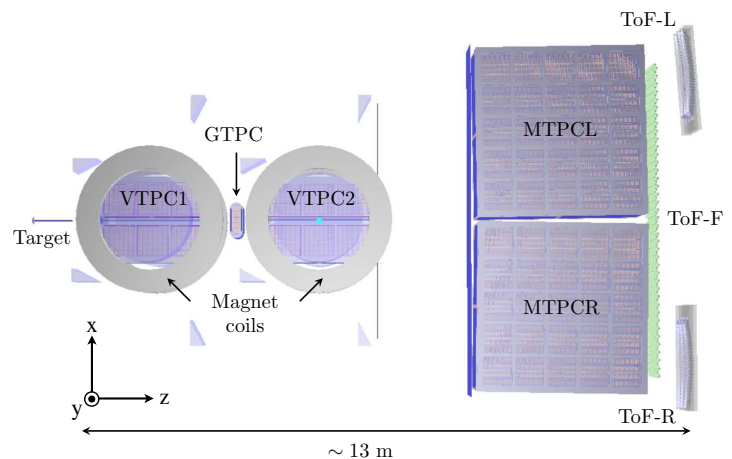 ToF-L
GTPC
MTPCL
VTPC1
VTPC2
ToF-F
Target
Magnet
coils
MTPCR
x
y
z
ToF-R
∼ 13 m